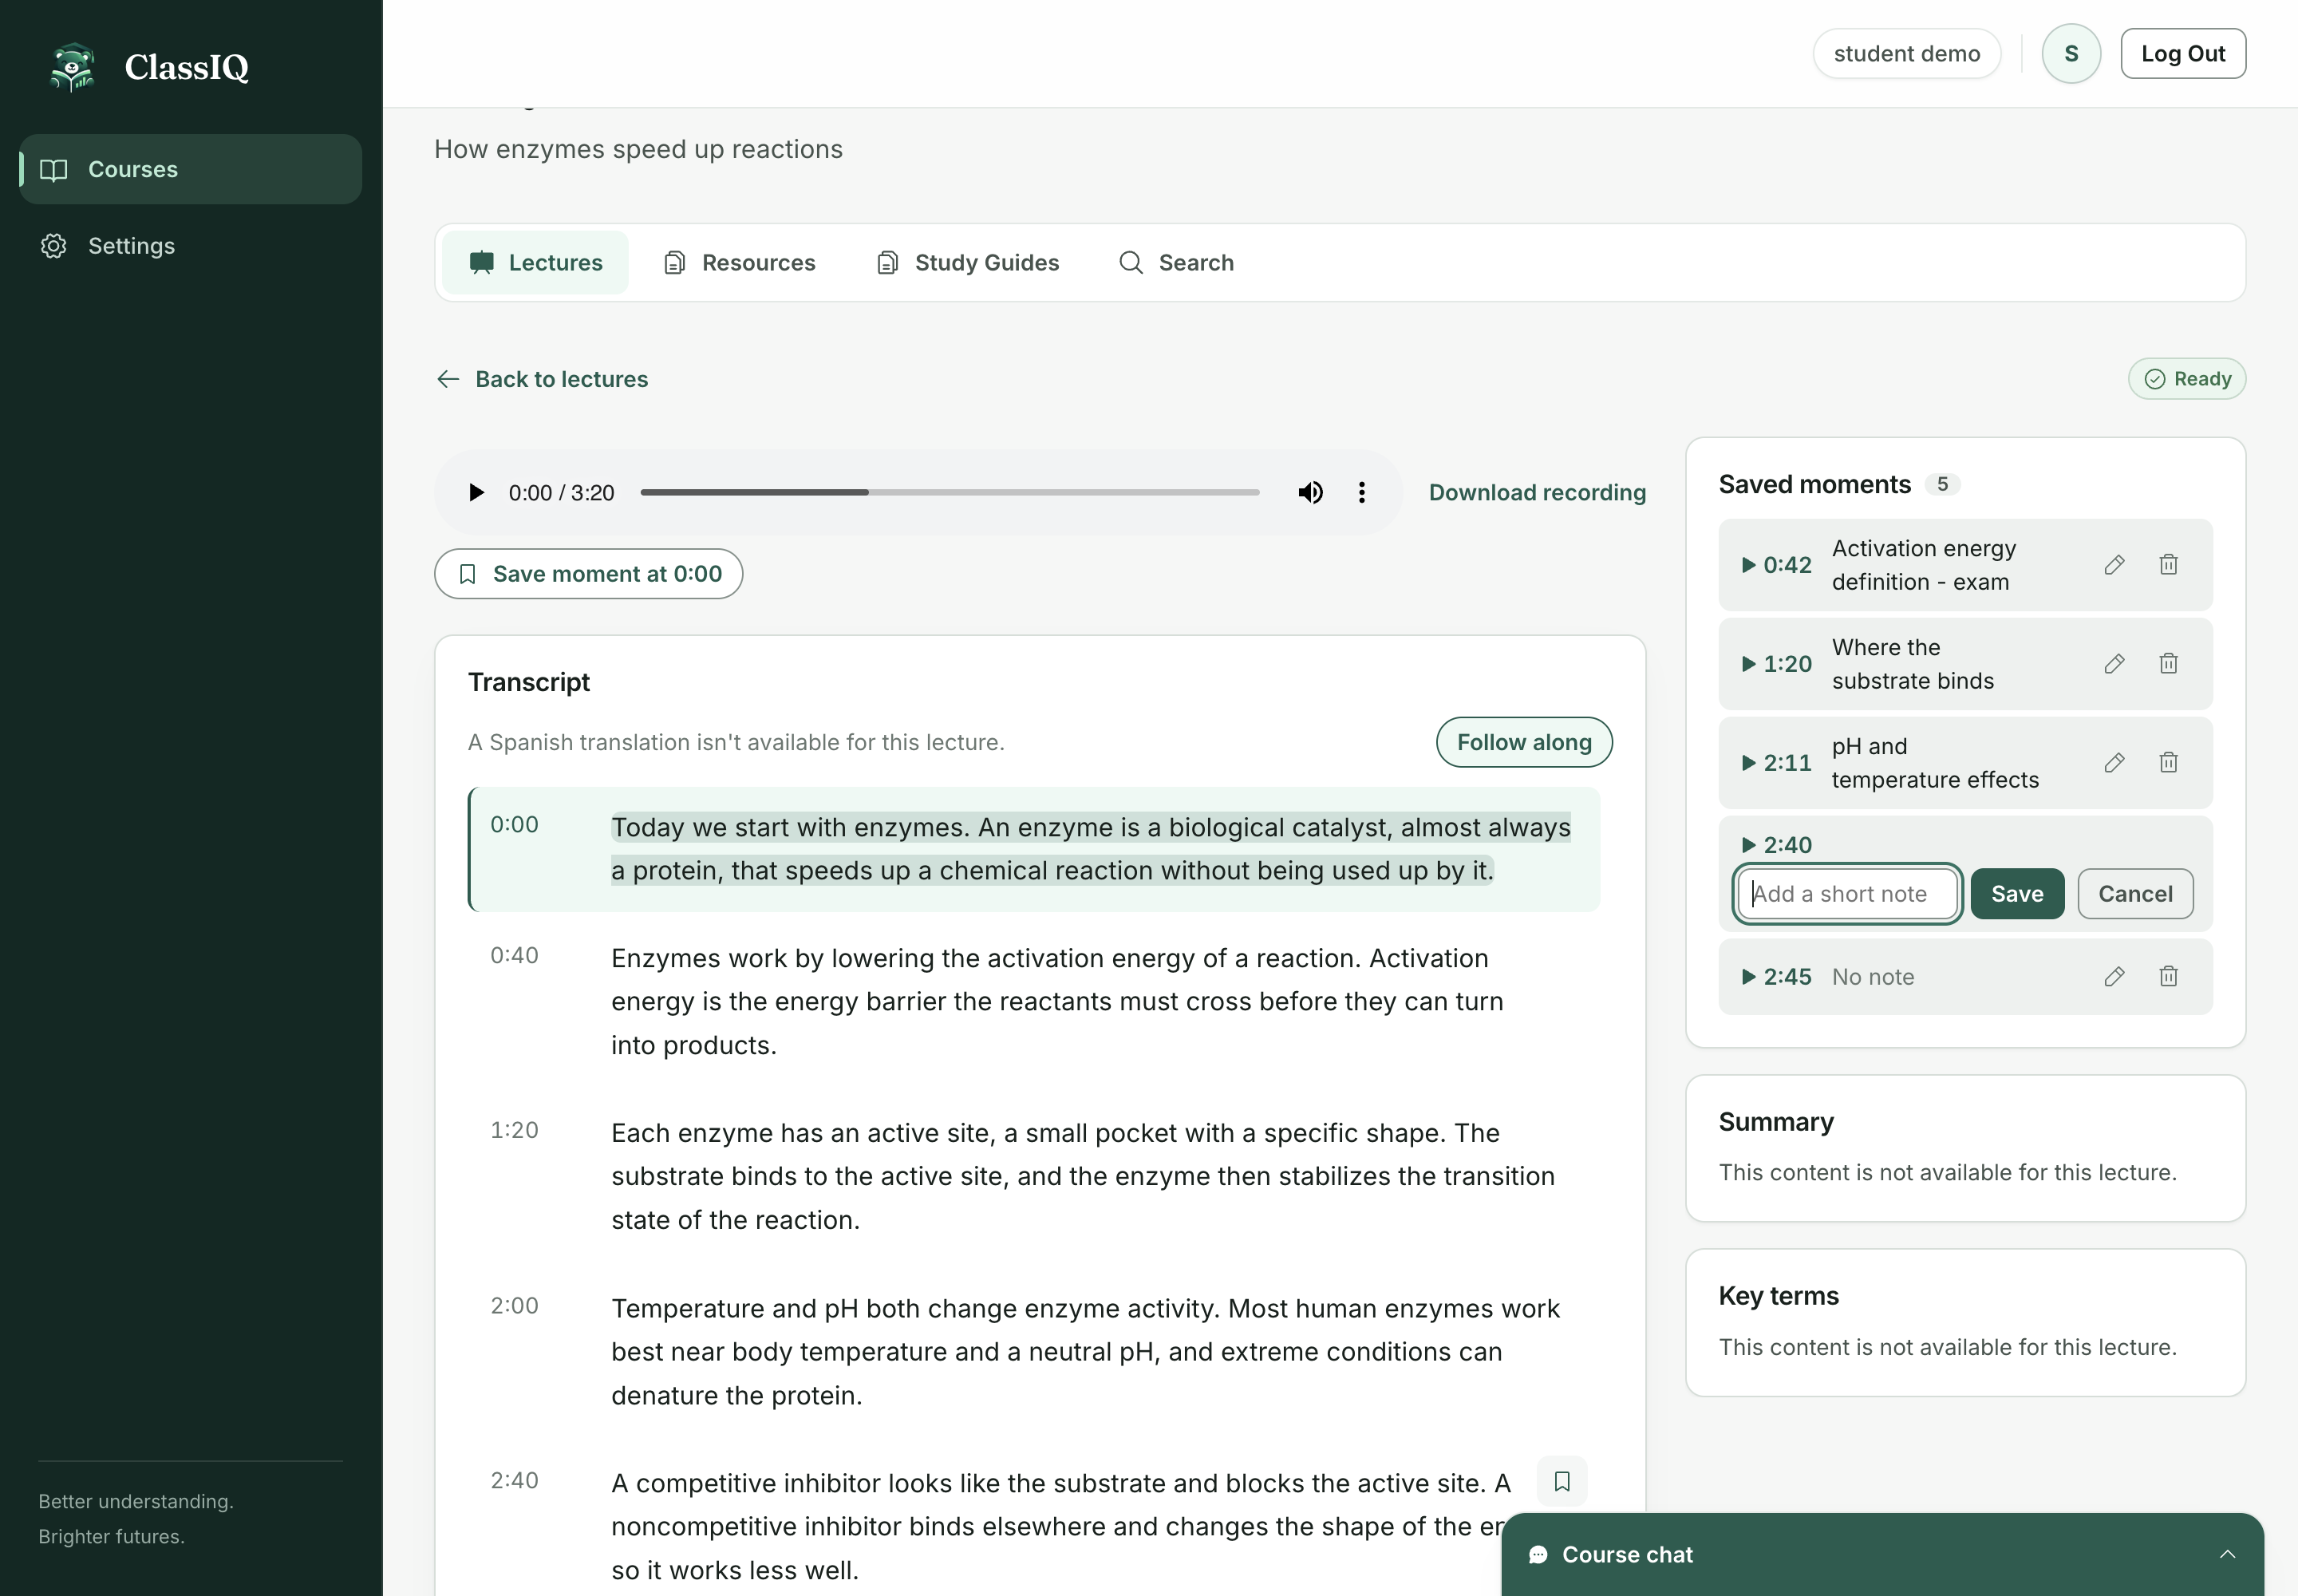 ClassIQ
Courses
Settings
Better understanding.
Brighter futures.
student demo
S
Log Out
How enzymes speed up reactions
Lectures
Resources
Study Guides
Search
Back to lectures
Ready
0:00 / 3:20
Download recording
Save moment at 0:00
Transcript
A Spanish translation isn't available for this lecture.
Follow along
0:00
Today we start with enzymes. An enzyme is a biological catalyst, almost always
a protein, that speeds up a chemical reaction without being used up by it.
0:40
Enzymes work by lowering the activation energy of a reaction. Activation
energy is the energy barrier the reactants must cross before they can turn
into products.
1:20
Each enzyme has an active site, a small pocket with a specific shape. The
substrate binds to the active site, and the enzyme then stabilizes the transition
state of the reaction.
2:00
Temperature and pH both change enzyme activity. Most human enzymes work
best near body temperature and a neutral pH, and extreme conditions can
denature the protein.
2:40
A competitive inhibitor looks like the substrate and blocks the active site. A
noncompetitive inhibitor binds elsewhere and changes the shape of the
so it works less well.
Saved moments 5
0:42
Activation energy
definition - exam
1:20
Where the
substrate binds
2:11
pH and
temperature effects
2:40
Add a short note
Save
Cancel
2:45
No note
Summary
This content is not available for this lecture.
Key terms
This content is not available for this lecture.
Course chat